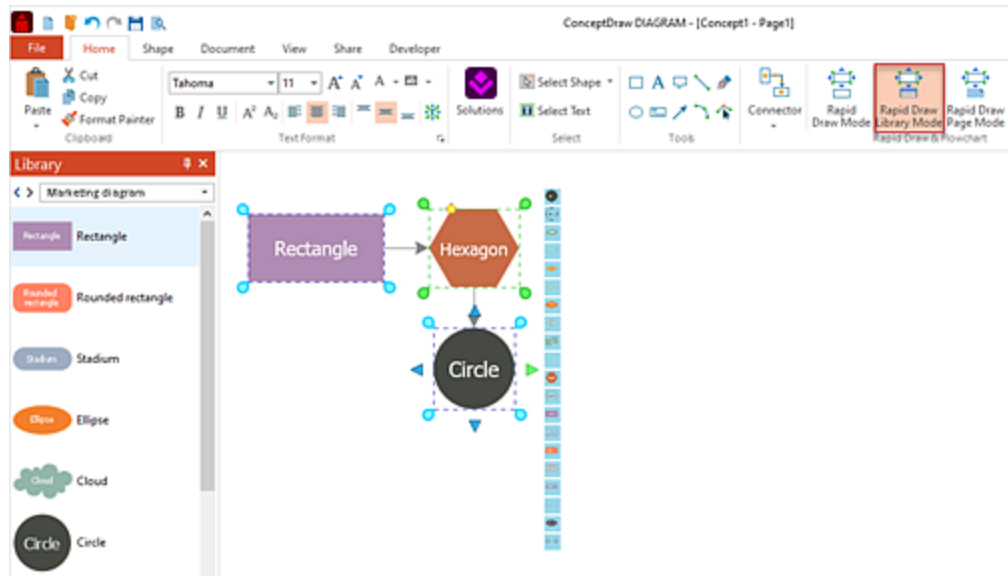 ConceptDraw DIAGRAM - [Concept1 - Page1]
File Home Shape Document View Share Developer
Paste
Cut
Copy
Format Painter
Clipboard
Tahoma 11
B I U
Text Format
Solutions
Select Shape
Select Text
Select
Tools
Connector
Rapid
Draw Mode
Rapid Draw
Library Mode
Rapid Draw
Page Mode
Rapid Draw & Flowchart
Library
Marketing diagram
Rectangle Rectangle
Rounded
rectangle
Rounded rectangle
Stadium Stadium
Ellipse Ellipse
Cloud Cloud
Circle Circle
Rectangle
Hexagon
Circle